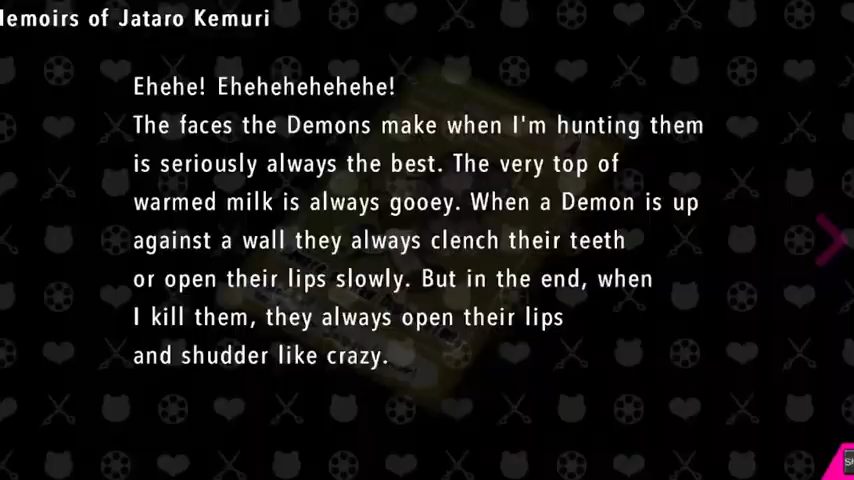 emoirs of Jataro Kemuri
Ehehe! Ehehehehehehe!
The faces the Demons make when I'm hunting them
is seriously always the best. The very top of
warmed milk is always gooey. When a Demon is up
against a wall they always clench their teeth
or open their lips slowly. But in the end, when
I kill them, they always open their lips
and shudder like crazy.